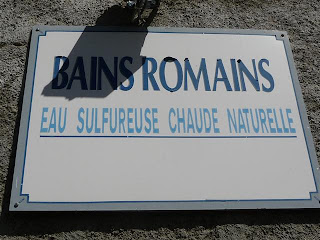 BAINS ROMAINS
EAU SULFUREUSE CHAUDE NATURELLE